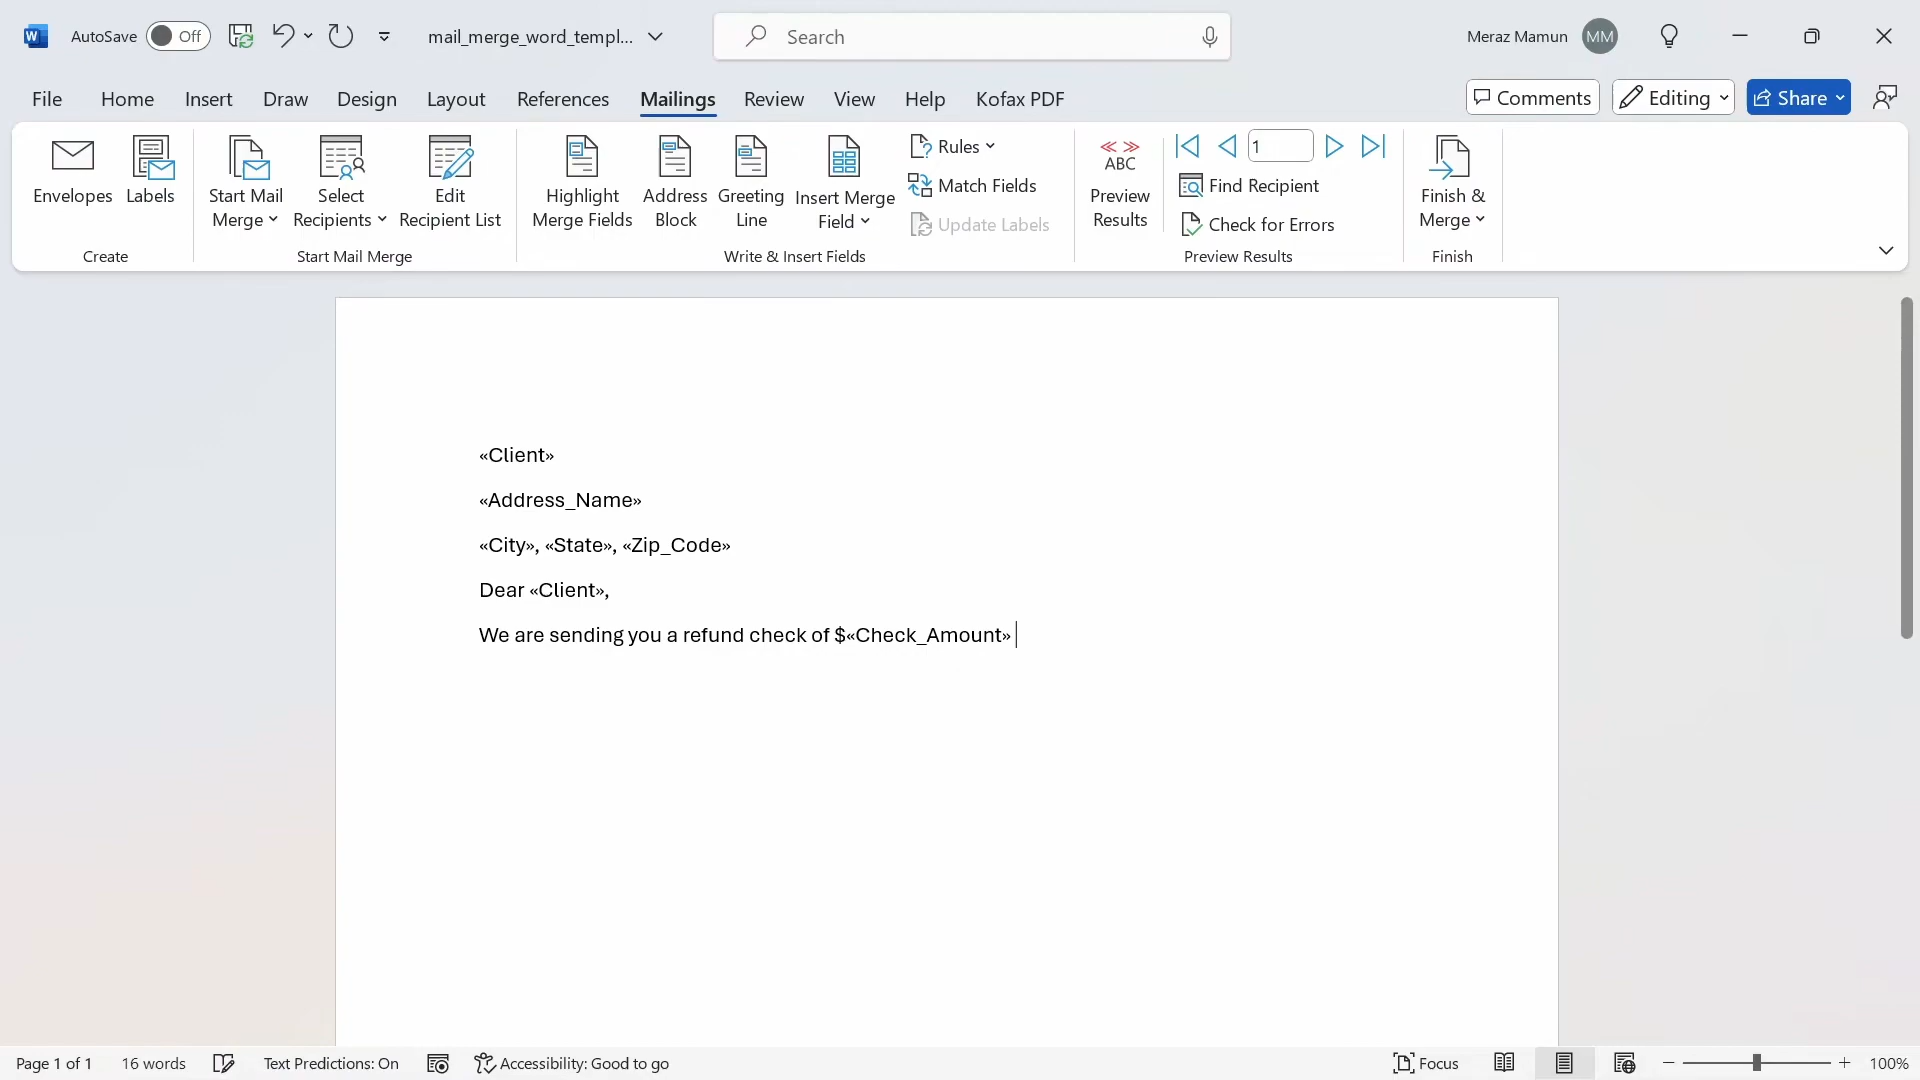 AutoSave Off mail_merge_word_templ... Search Meraz Mamun MM
File Home Insert Draw Design Layout References Mailings Review View Help Kofax PDF Comments Editing Share
Envelopes
Labels
Create
Start Mail
Merge
Select
Recipients
Edit
Recipient List
Start Mail Merge
Highlight
Merge Fields
Address
Block
Greeting
Line
Insert Merge
Field
Rules
Match Fields
Update Labels
Write & Insert Fields
ABC
Preview
Results
1
Find Recipient
Check for Errors
Preview Results
Finish &
Merge
Finish
«Client»
«Address_Name»
«City», «State», «Zip_Code»
Dear «Client»,
We are sending you a refund check of $«Check_Amount»
Page 1 of 1 16 words Text Predictions: On Accessibility: Good to go Focus 100%